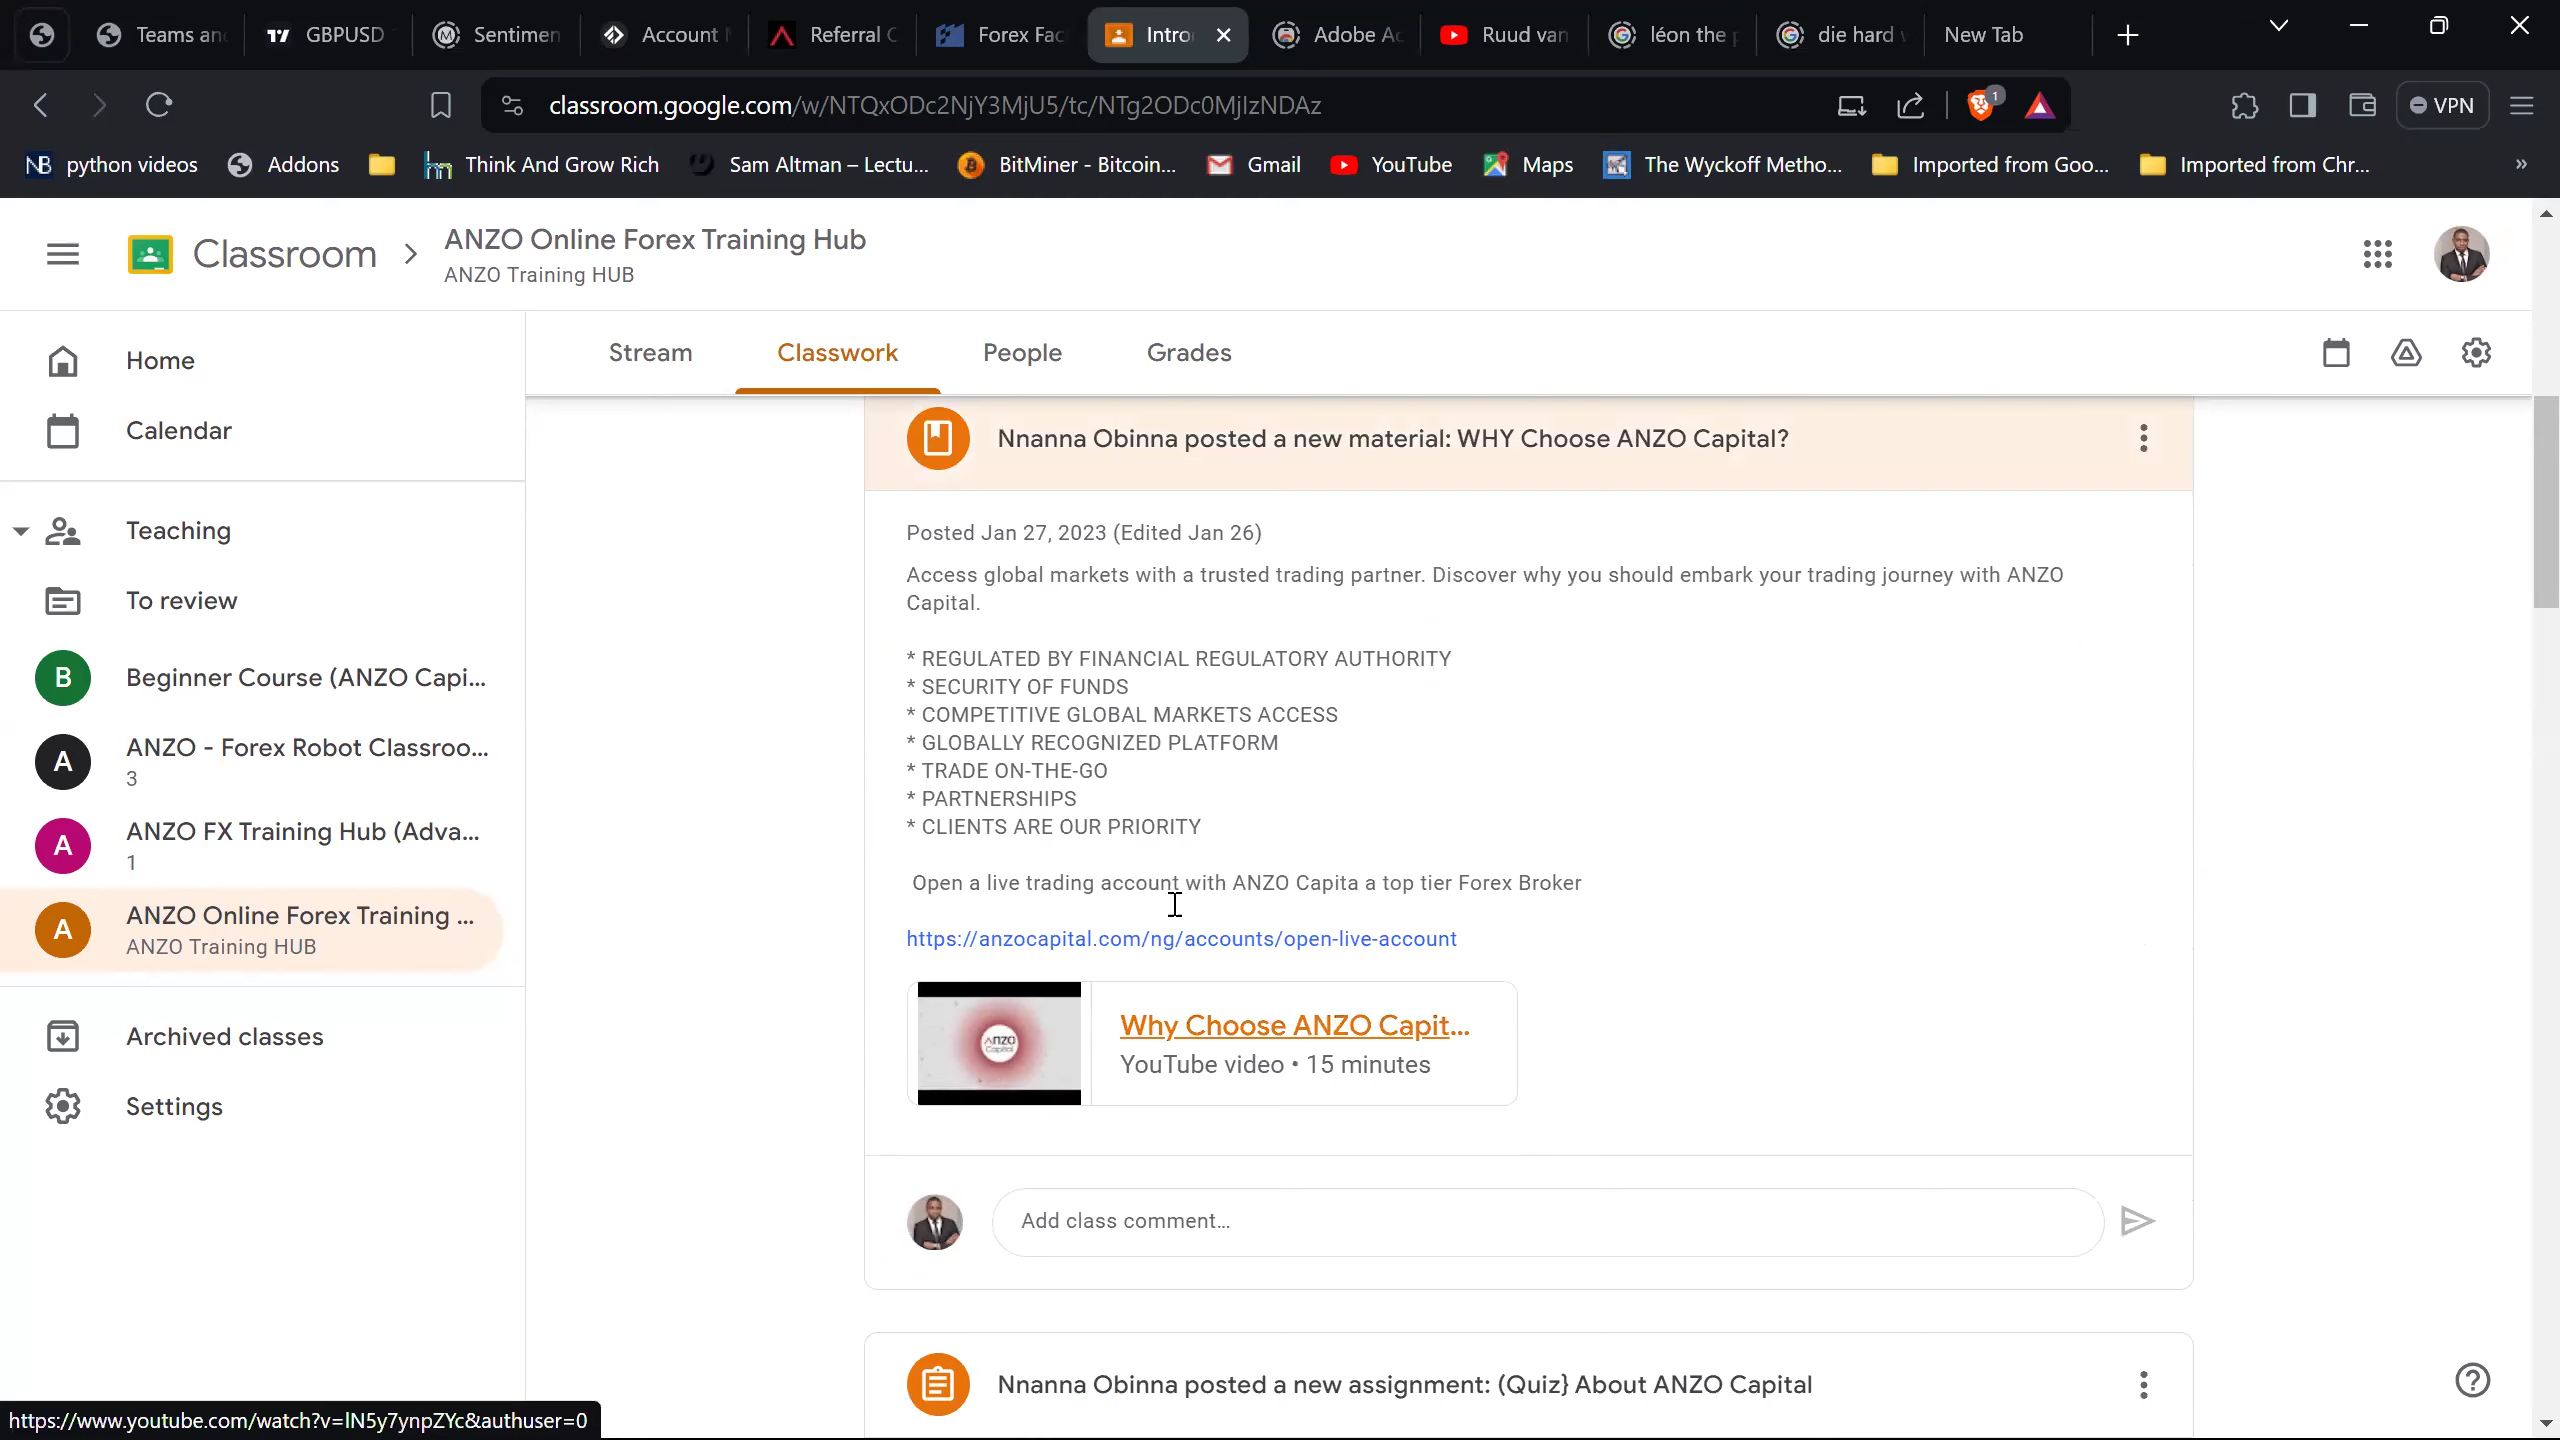 Teams an
GBPUSD
Sentimen
Account
Referral C
Forex Fac
Intro
Adobe Ac
Ruud van
léon the p
die hard v
New Tab
classroom.google.com/w/NTQxODc2NjY3MjU5/tc/NTg2ODc0MjIzNDAz
1
VPN
python videos
Addons
Think And Grow Rich
Sam Altman – Lectu...
BitMiner - Bitcoin...
Gmail
YouTube
Maps
The Wyckoff Metho...
Imported from Goo...
Imported from Chr...
Classroom
ANZO Online Forex Training Hub
ANZO Training HUB
Home
Calendar
Teaching
To review
B
Beginner Course (ANZO Capi...
A
ANZO - Forex Robot Classroo...
3
A
ANZO FX Training Hub (Adva...
1
A
ANZO Online Forex Training ...
ANZO Training HUB
Archived classes
Settings
Stream
Classwork
People
Grades
Nnanna Obinna posted a new material: WHY Choose ANZO Capital?
Posted Jan 27, 2023 (Edited Jan 26)
Access global markets with a trusted trading partner. Discover why you should embark your trading journey with ANZO
Capital.
* REGULATED BY FINANCIAL REGULATORY AUTHORITY
* SECURITY OF FUNDS
* COMPETITIVE GLOBAL MARKETS ACCESS
* GLOBALLY RECOGNIZED PLATFORM
* TRADE ON-THE-GO
* PARTNERSHIPS
* CLIENTS ARE OUR PRIORITY
Open a live trading account with ANZO Capita a top tier Forex Broker
https://anzocapital.com/ng/accounts/open-live-account
ANZO
Capital
Why Choose ANZO Capit...
YouTube video • 15 minutes
Add class comment...
Nnanna Obinna posted a new assignment: (Quiz} About ANZO Capital
https://www.youtube.com/watch?v=lN5y7ynpZYc&authuser=0